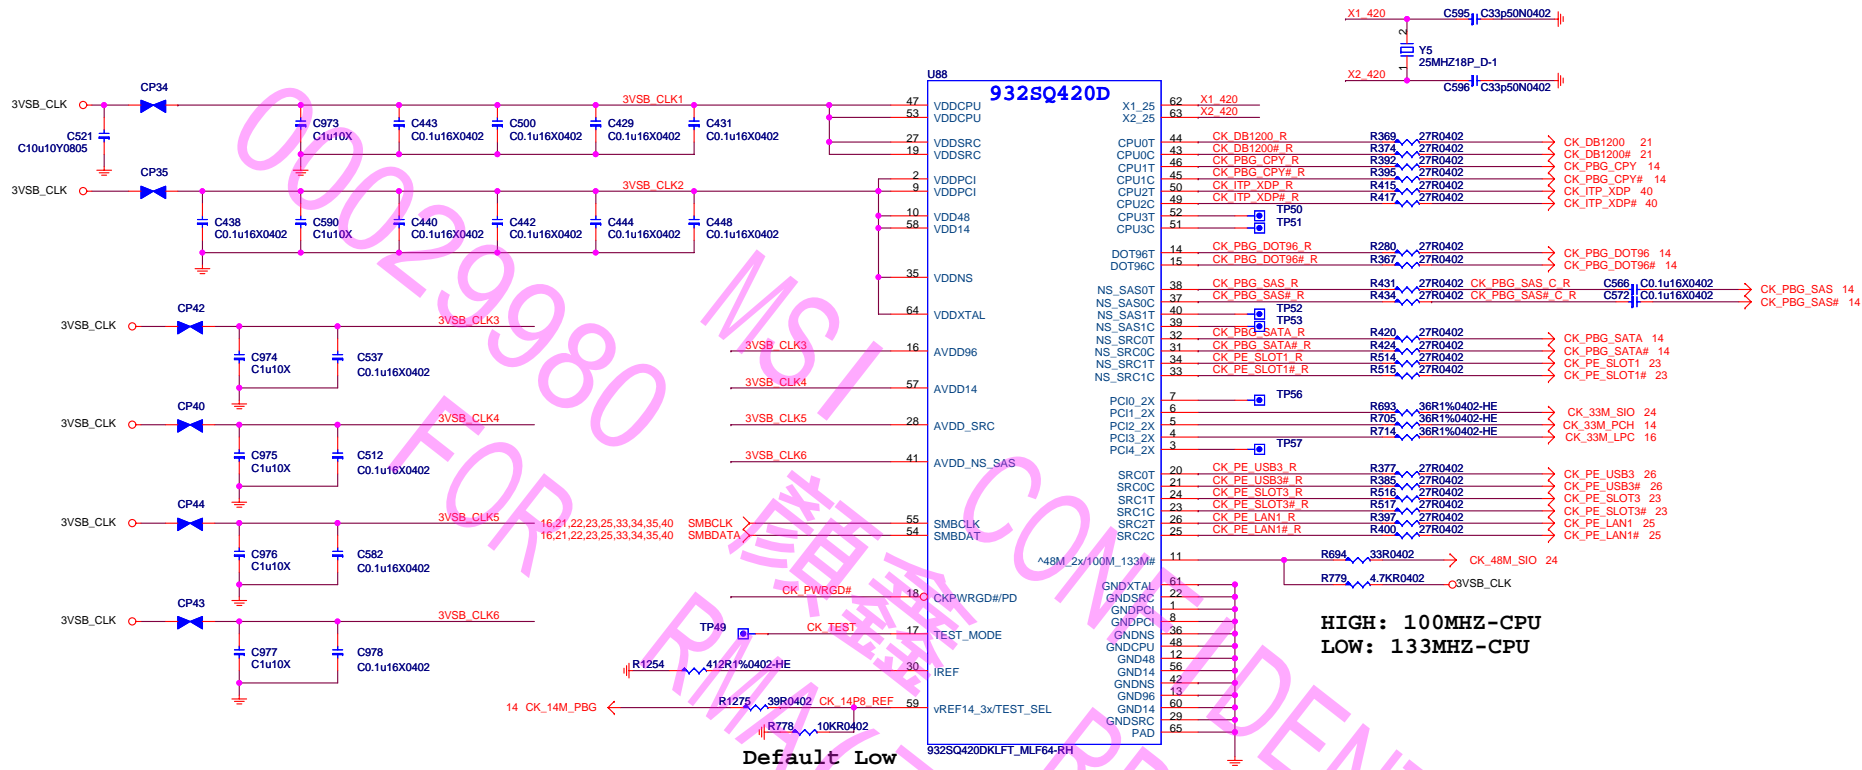 X1_420 C595 C33p50N0402
2
Y5
25MHZ18P_D-1
1
X2_420
C596 C33p50N0402
U88
932SQ420D
3VSB_CLK CP34 3VSB_CLK1
C521
C10u10Y0805
C973
C1u10X
C443
C0.1u16X0402
C500
C0.1u16X0402
C429
C0.1u16X0402
C431
C0.1u16X0402
3VSB_CLK CP35 3VSB_CLK2
C438
C0.1u16X0402
C590
C1u10X
C440
C0.1u16X0402
C442
C0.1u16X0402
C444
C0.1u16X0402
C448
C0.1u16X0402
3VSB_CLK CP42 3VSB_CLK3
C974
C1u10X
C537
C0.1u16X0402
3VSB_CLK CP40 3VSB_CLK4
C975
C1u10X
C512
C0.1u16X0402
3VSB_CLK CP44 3VSB_CLK5
C976
C1u10X
C582
C0.1u16X0402
3VSB_CLK CP43 3VSB_CLK6
C977
C1u10X
C978
C0.1u16X0402
47 VDDCPU
53 VDDCPU
27 VDDSRC
19 VDDSRC
2 VDDPCI
9 VDDPCI
10 VDD48
58 VDD14
35 VDDNS
64 VDDXTAL
3VSB_CLK3 16 AVDD96
3VSB_CLK4 57 AVDD14
3VSB_CLK5 28 AVDD_SRC
3VSB_CLK6 41 AVDD_NS_SAS
16,21,22,23,25,33,34,35,40 SMBCLK 55 SMBCLK
16,21,22,23,25,33,34,35,40 SMBDATA 54 SMBDAT
CK_PWRGD# 18 CKPWRGD#/PD
TP49 CK_TEST 17 TEST_MODE
R1254 412R1%0402-HE 30 IREF
14 CK_14M_PBG R1275 39R0402 CK_14P8_REF 59 vREF14_3x/TEST_SEL
R778 10KR0402
Default Low
932SQ420DKLFT_MLF64-RH
X1_25 62 X1_420
X2_25 63 X2_420
CPU0T 44 CK_DB1200_R R369 27R0402 CK_DB1200 21
CPU0C 43 CK_DB1200#_R R374 27R0402 CK_DB1200# 21
CPU1T 46 CK_PBG_CPY_R R392 27R0402 CK_PBG_CPY 14
CPU1C 45 CK_PBG_CPY#_R R395 27R0402 CK_PBG_CPY# 14
CPU2T 50 CK_ITP_XDP_R R415 27R0402 CK_ITP_XDP 40
CPU2C 49 CK_ITP_XDP#_R R417 27R0402 CK_ITP_XDP# 40
CPU3T 52 TP50
CPU3C 51 TP51
DOT96T 14 CK_PBG_DOT96_R R280 27R0402 CK_PBG_DOT96 14
DOT96C 15 CK_PBG_DOT96#_R R367 27R0402 CK_PBG_DOT96# 14
NS_SAS0T 38 CK_PBG_SAS_R R431 27R0402 CK_PBG_SAS_C_R C566 C0.1u16X0402 CK_PBG_SAS 14
NS_SAS0C 37 CK_PBG_SAS#_R R434 27R0402 CK_PBG_SAS#_C_R C572 C0.1u16X0402 CK_PBG_SAS# 14
NS_SAS1T 40 TP52
NS_SAS1C 39 TP53
NS_SRC0T 32 CK_PBG_SATA_R R420 27R0402 CK_PBG_SATA 14
NS_SRC0C 31 CK_PBG_SATA#_R R424 27R0402 CK_PBG_SATA# 14
NS_SRC1T 34 CK_PE_SLOT1_R R514 27R0402 CK_PE_SLOT1 23
NS_SRC1C 33 CK_PE_SLOT1#_R R515 27R0402 CK_PE_SLOT1# 23
PCI0_2X 7 TP56
PCI1_2X 6 R693 36R1%0402-HE CK_33M_SIO 24
PCI2_2X 5 R705 36R1%0402-HE CK_33M_PCH 14
PCI3_2X 4 R714 36R1%0402-HE CK_33M_LPC 16
PCI4_2X 3 TP57
SRC0T 20 CK_PE_USB3_R R377 27R0402 CK_PE_USB3 26
SRC0C 21 CK_PE_USB3#_R R385 27R0402 CK_PE_USB3# 26
SRC1T 24 CK_PE_SLOT3_R R516 27R0402 CK_PE_SLOT3 23
SRC1C 23 CK_PE_SLOT3#_R R517 27R0402 CK_PE_SLOT3# 23
SRC2T 26 CK_PE_LAN1_R R397 27R0402 CK_PE_LAN1 25
SRC2C 25 CK_PE_LAN1#_R R400 27R0402 CK_PE_LAN1# 25
^48M_2x/100M_133M# 11 R694 33R0402 CK_48M_SIO 24
R779 4.7KR0402 3VSB_CLK
GNDXTAL 61
GNDSRC 22
GNDPCI 1
GNDPCI 8
GNDNS 36
GNDCPU 48
GND48 12
GND14 56
GNDNS 42
GND96 13
GND14 60
GNDSRC 29
PAD 65
HIGH: 100MHZ-CPU
LOW: 133MHZ-CPU
00029980
MSI CONFIDENT
FOR 顏鑫
RMA